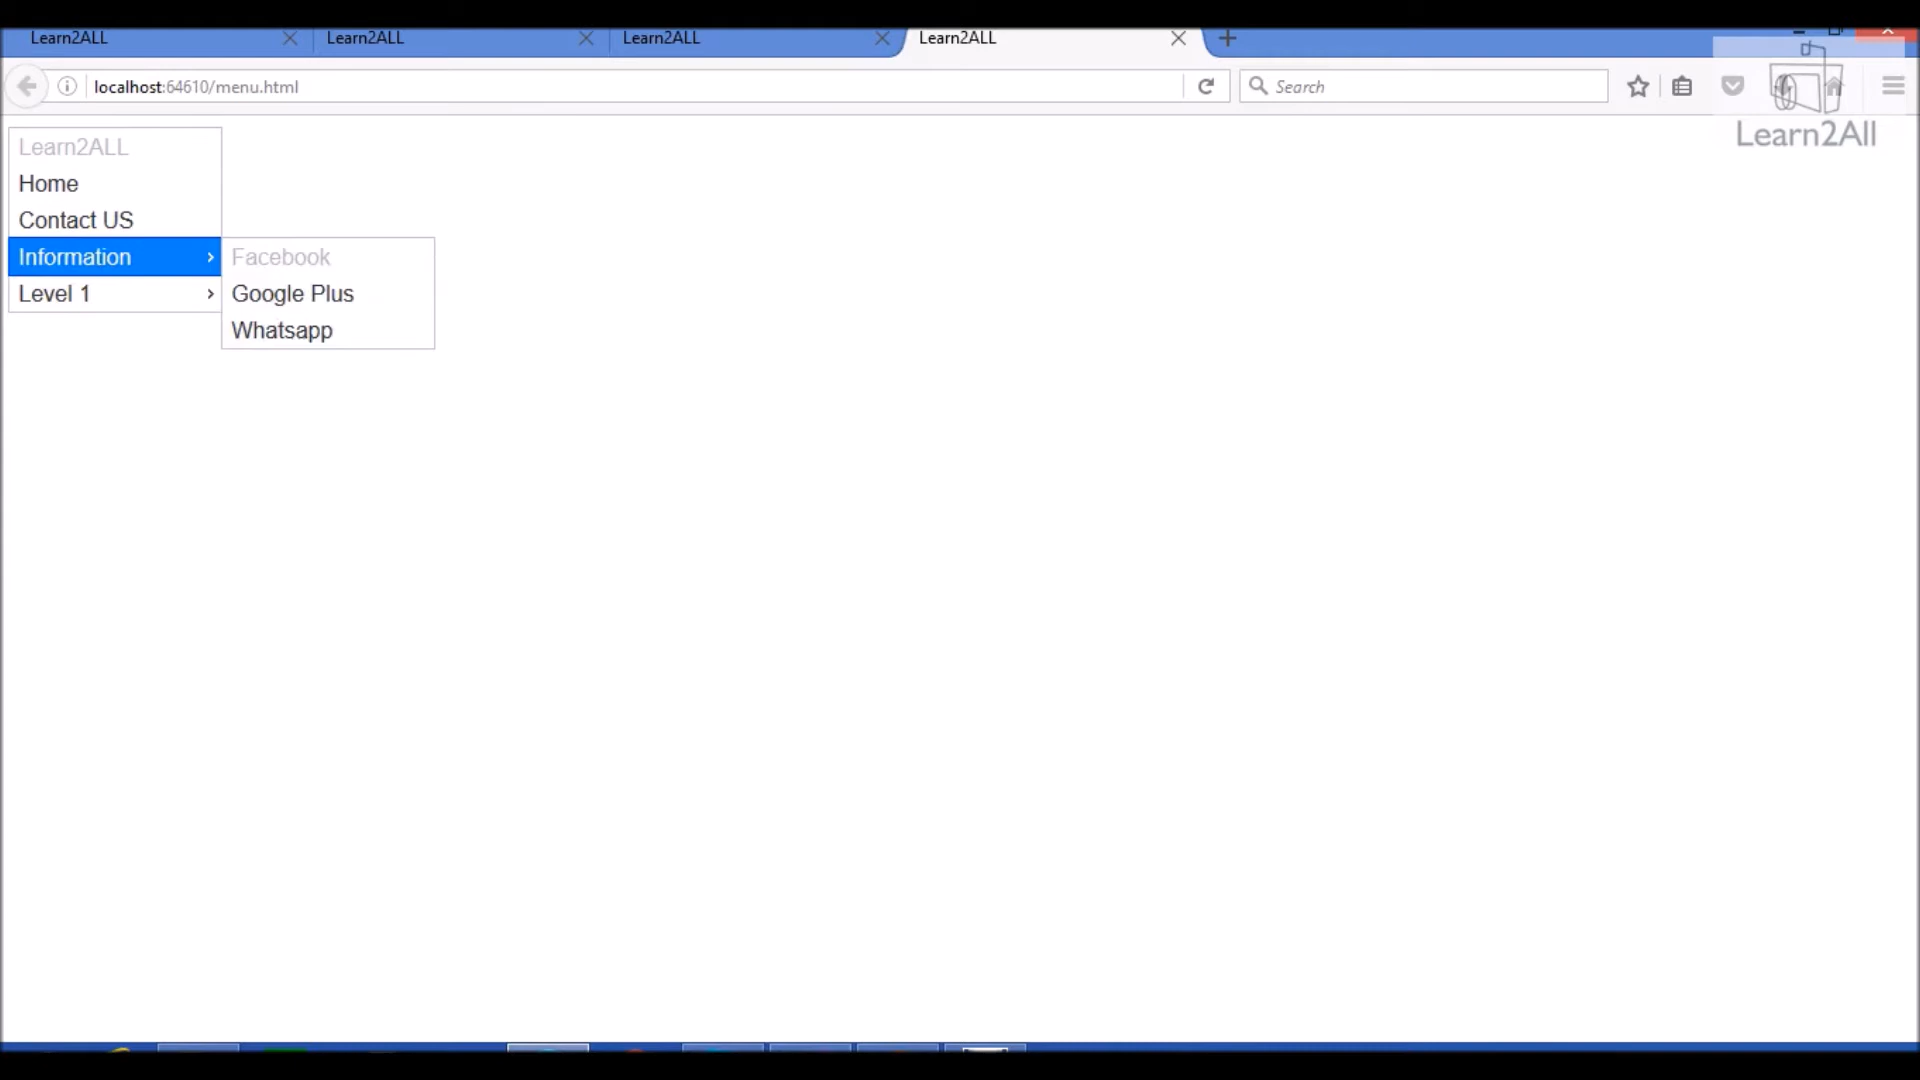 Learn2ALL Learn2ALL Learn2ALL Learn2ALL
localhost:64610/menu.html Search
Learn2All
Learn2ALL
Home
Contact US
Information
Facebook
Level 1
Google Plus
Whatsapp